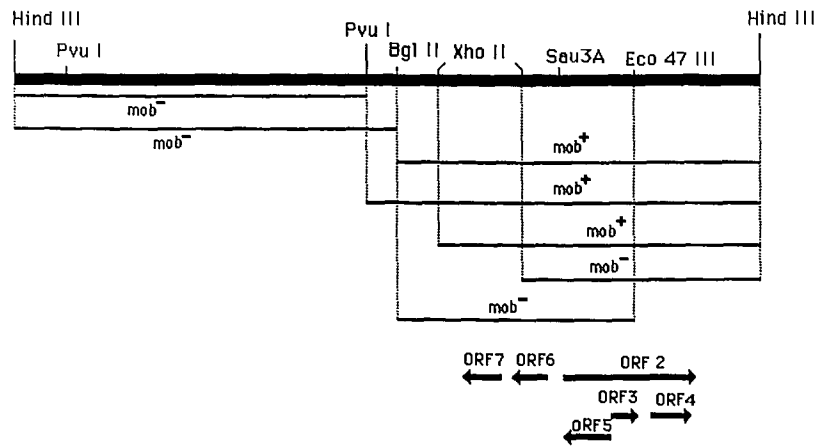 Hind III
Hind III
Pvu I
Pvu I
Bgl II
Xho II
Sau3A
Eco 47 III
mob⁻
mob⁻
mob⁺
mob⁺
mob⁺
mob⁻
mob⁻
ORF7
ORF6
ORF 2
ORF3
ORF4
ORF5